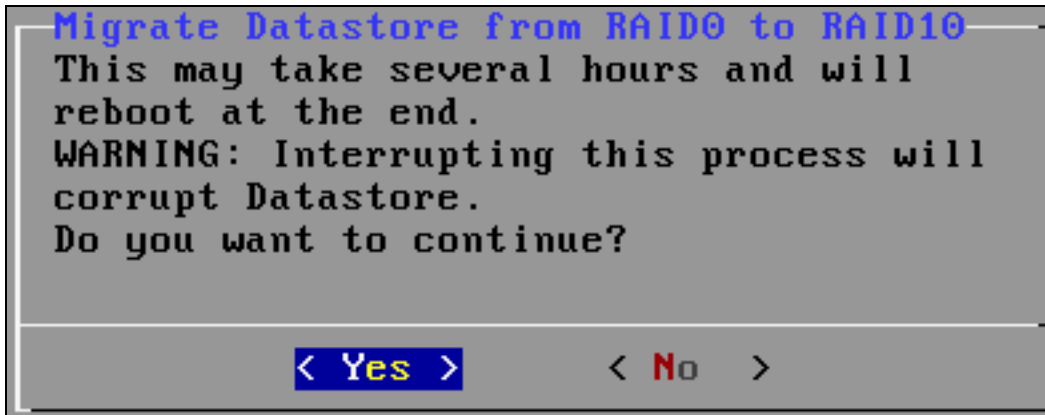 Migrate Datastore from RAID0 to RAID10
This may take several hours and will
reboot at the end.
WARNING: Interrupting this process will
corrupt Datastore.
Do you want to continue?
< Yes > < No >